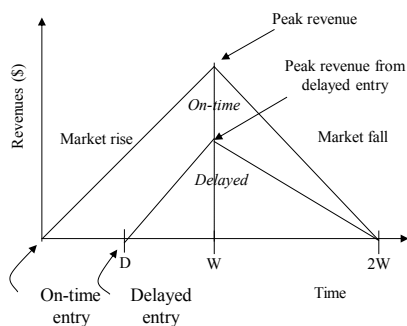 Peak revenue
Peak revenue from
delayed entry
Revenues ($)
On-time
Market rise
Market fall
Delayed
D
W
2W
On-time
entry
Delayed
entry
Time